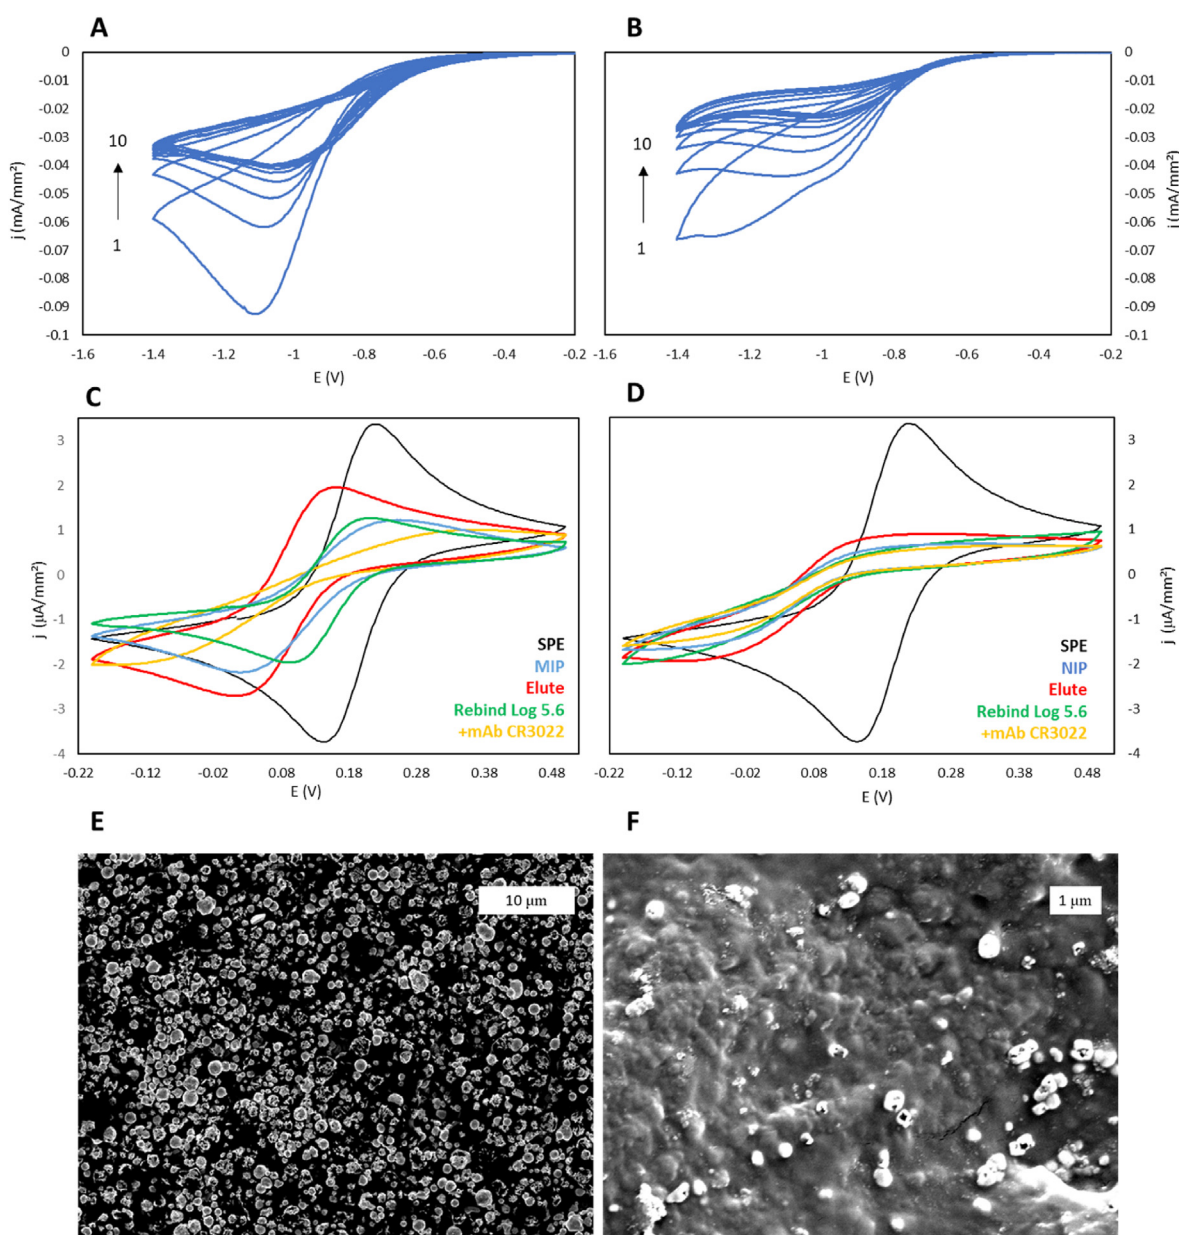 A
B
0
-0.01
-0.02
-0.03
-0.04
-0.05
-0.06
-0.07
-0.08
-0.09
-0.1
j (mA/mm²)
10
1
-1.6
-1.4
-1.2
-1
-0.8
-0.6
-0.4
-0.2
E (V)
10
1
-1.6
-1.4
-1.2
-1
-0.8
-0.6
-0.4
-0.2
E (V)
0
-0.01
-0.02
-0.03
-0.04
-0.05
-0.06
-0.07
-0.08
-0.09
-0.1
j (mA/mm²)
C
D
3
2
1
0
-1
-2
-3
-4
j (µA/mm²)
SPE
MIP
Elute
Rebind Log 5.6
+mAb CR3022
-0.22
-0.12
-0.02
0.08
0.18
0.28
0.38
0.48
E (V)
SPE
NIP
Elute
Rebind Log 5.6
+mAb CR3022
-0.22
-0.12
-0.02
0.08
0.18
0.28
0.38
0.48
E (V)
3
2
1
0
-1
-2
-3
-4
j (µA/mm²)
E
F
10 µm
1 µm